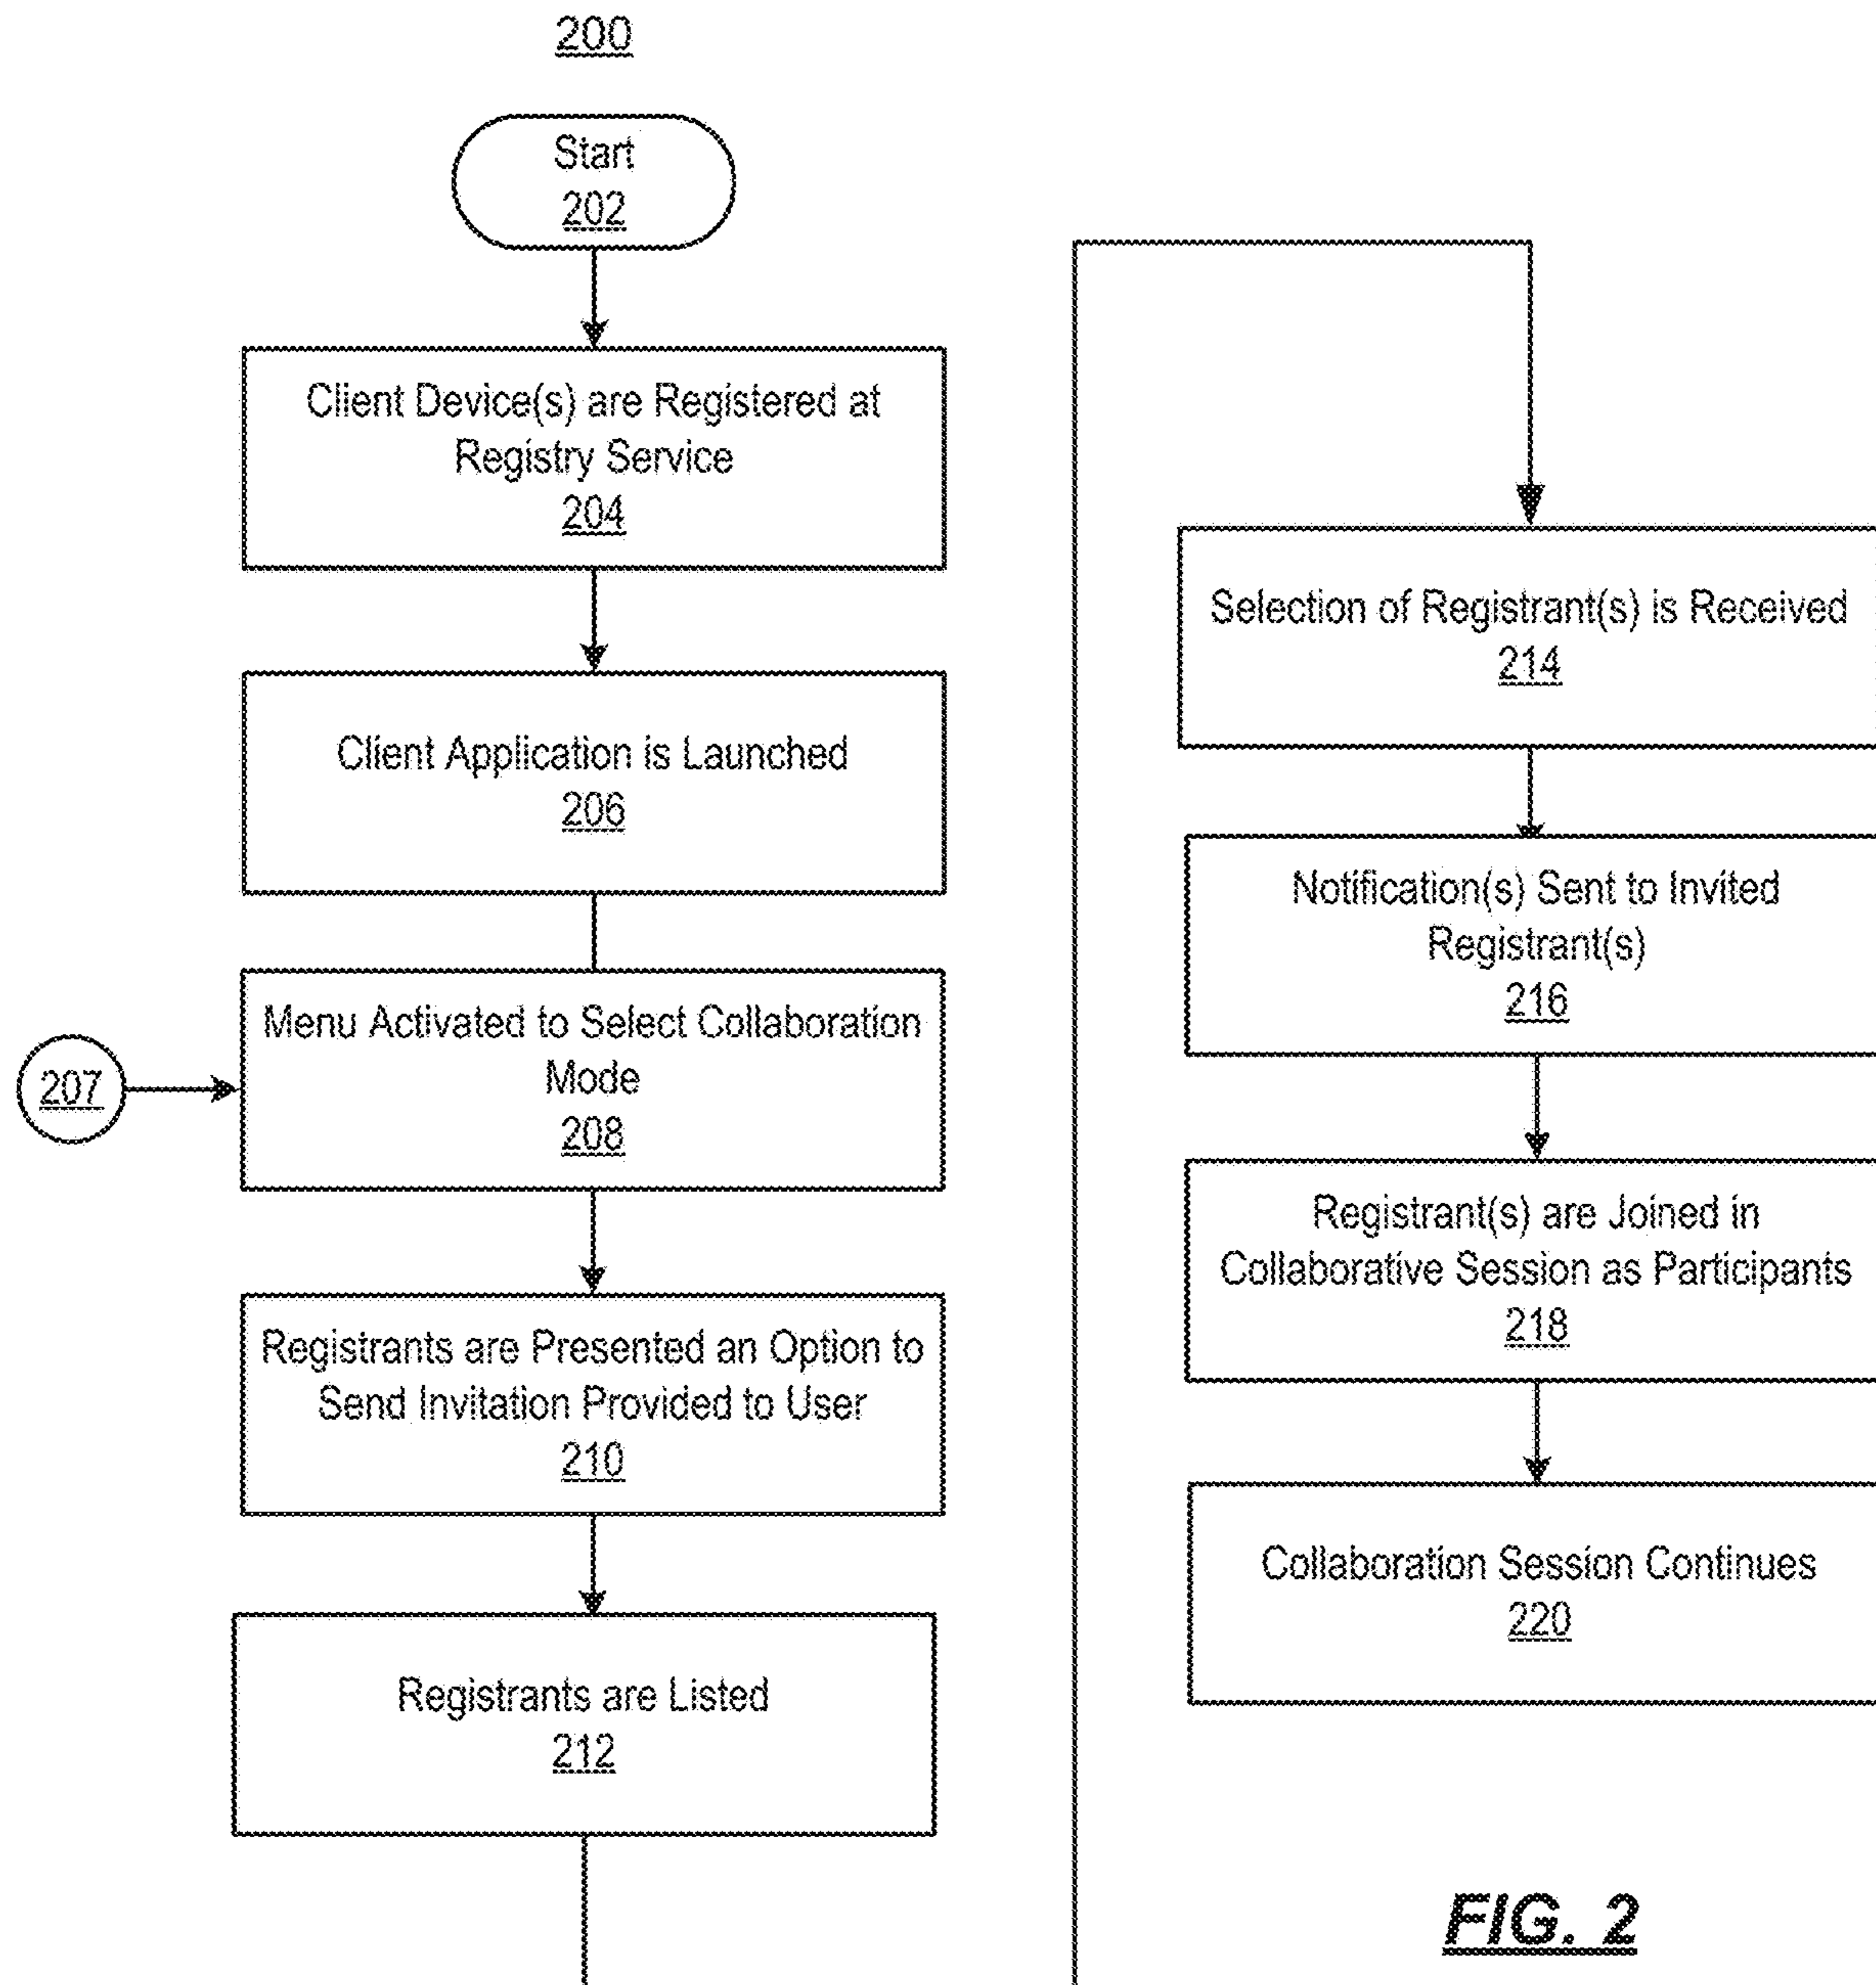 200
Start
202
Client Device(s) are Registered at
Registry Service
204
Client Application is Launched
206
207
Menu Activated to Select Collaboration
Mode
208
Registrants are Presented an Option to
Send Invitation Provided to User
210
Registrants are Listed
212
Selection of Registrant(s) is Received
214
Notification(s) Sent to Invited
Registrant(s)
216
Registrant(s) are Joined in
Collaborative Session as Participants
218
Collaboration Session Continues
220
FIG. 2